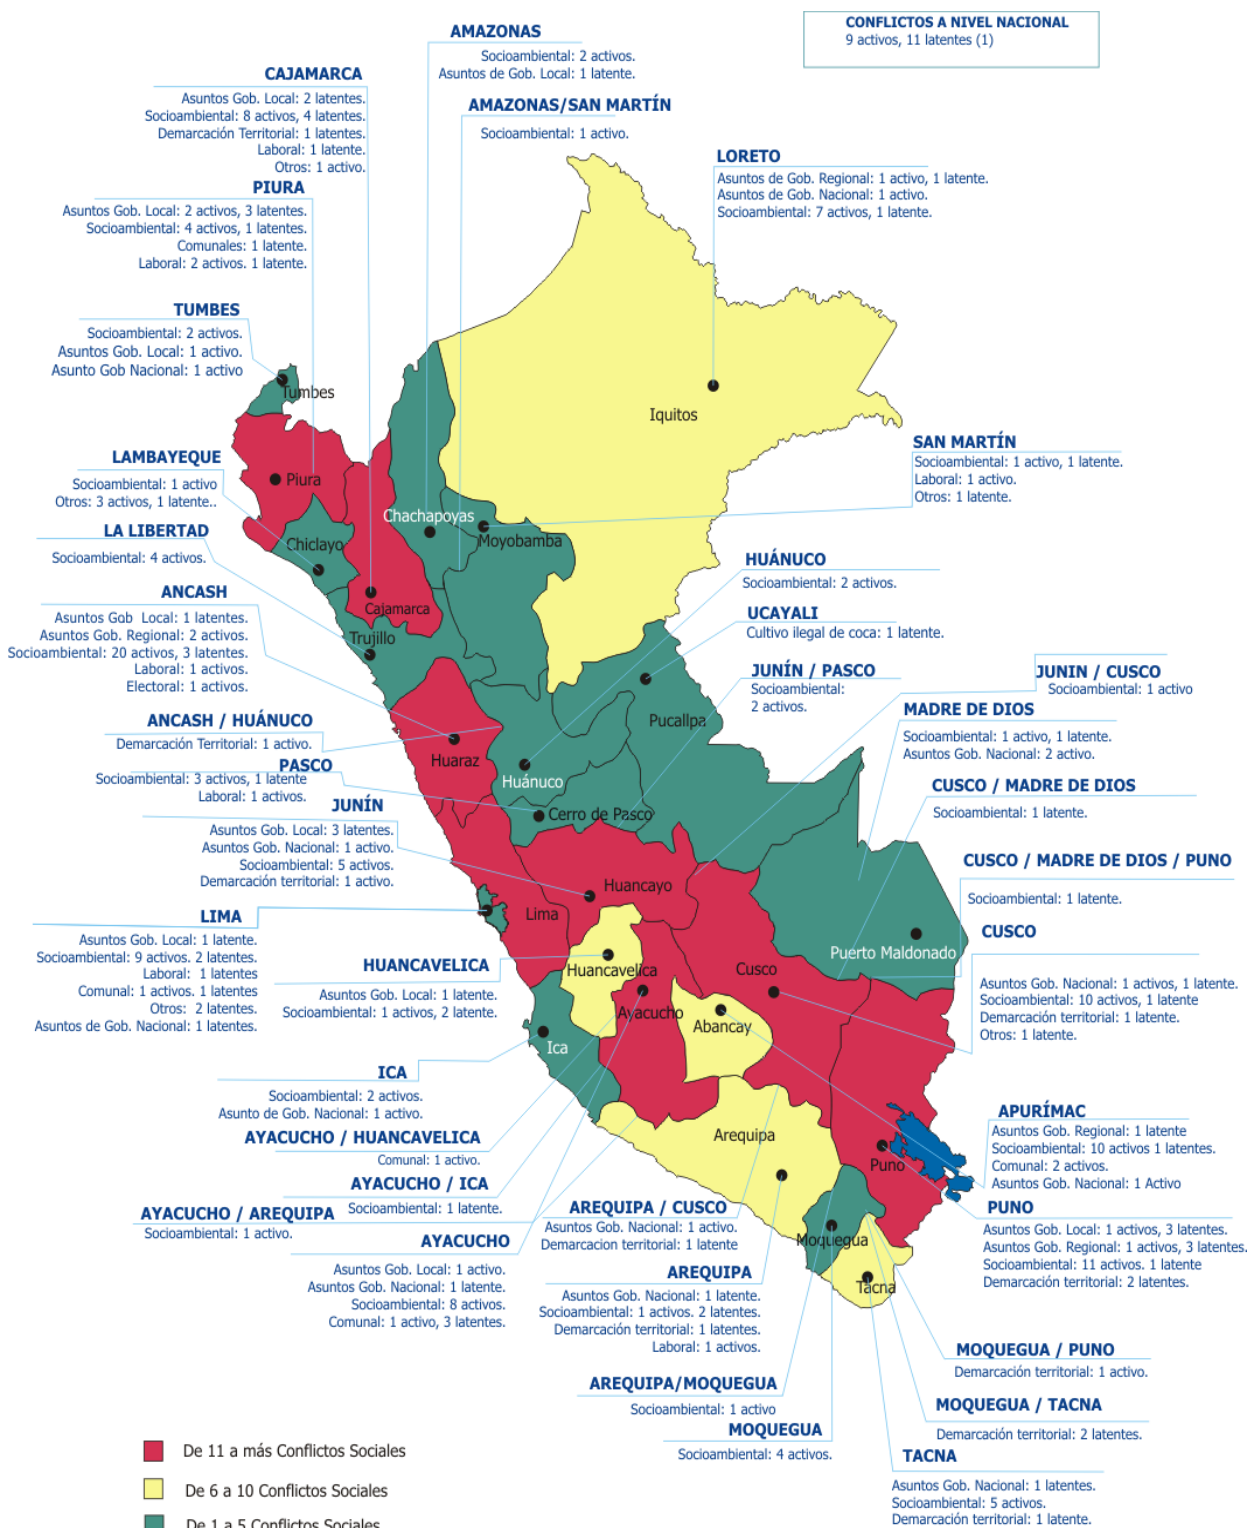 CONFLICTOS A NIVEL NACIONAL
9 activos, 11 latentes (1)
AMAZONAS
Socioambiental: 2 activos.
Asuntos de Gob. Local: 1 latente.
CAJAMARCA
Asuntos Gob. Local: 2 latentes.
Socioambiental: 8 activos, 4 latentes.
Demarcación Territorial: 1 latentes.
Laboral: 1 latente.
Otros: 1 activo.
AMAZONAS/SAN MARTÍN
Socioambiental: 1 activo.
LORETO
Asuntos de Gob. Regional: 1 activo, 1 latente.
Asuntos de Gob. Nacional: 1 activo.
Socioambiental: 7 activos, 1 latente.
PIURA
Asuntos Gob. Local: 2 activos, 3 latentes.
Socioambiental: 4 activos, 1 latentes.
Comunales: 1 latente.
Laboral: 2 activos. 1 latente.
TUMBES
Socioambiental: 2 activos.
Asuntos Gob. Local: 1 activo.
Asunto Gob Nacional: 1 activo
Tumbes
Iquitos
SAN MARTÍN
Socioambiental: 1 activo, 1 latente.
Laboral: 1 activo.
Otros: 1 latente.
LAMBAYEQUE
Socioambiental: 1 activo
Otros: 3 activos, 1 latente..
Piura
Chachapoyas
Moyobamba
Chiclayo
LA LIBERTAD
Socioambiental: 4 activos.
HUÁNUCO
Socioambiental: 2 activos.
ANCASH
Asuntos Gob Local: 1 latentes.
Asuntos Gob. Regional: 2 activos.
Socioambiental: 20 activos, 3 latentes.
Laboral: 1 activos.
Electoral: 1 activos.
Cajamarca
Trujillo
UCAYALI
Cultivo ilegal de coca: 1 latente.
JUNÍN / PASCO
Socioambiental:
2 activos.
JUNIN / CUSCO
Socioambiental: 1 activo
Pucallpa
MADRE DE DIOS
Socioambiental: 1 activo, 1 latente.
Asuntos Gob. Nacional: 2 activo.
ANCASH / HUÁNUCO
Demarcación Territorial: 1 activo.
Huaraz
PASCO
Socioambiental: 3 activos, 1 latente
Laboral: 1 activos.
Huánuco
CUSCO / MADRE DE DIOS
Socioambiental: 1 latente.
JUNÍN
Asuntos Gob. Local: 3 latentes.
Asuntos Gob. Nacional: 1 activo.
Socioambiental: 5 activos.
Demarcación territorial: 1 activo.
Cerro de Pasco
CUSCO / MADRE DE DIOS / PUNO
Socioambiental: 1 latente.
Huancayo
Lima
LIMA
Asuntos Gob. Local: 1 latente.
Socioambiental: 9 activos. 2 latentes.
Laboral: 1 latentes
Comunal: 1 activos. 1 latentes
Otros: 2 latentes.
Asuntos de Gob. Nacional: 1 latentes.
CUSCO
Asuntos Gob. Nacional: 1 activos, 1 latente.
Socioambiental: 10 activos, 1 latente
Demarcación territorial: 1 latente.
Otros: 1 latente.
Puerto Maldonado
HUANCAVELICA
Asuntos Gob. Local: 1 latente.
Socioambiental: 1 activos, 2 latente.
Huancavelica
Cusco
Ayacucho
Abancay
Ica
ICA
Socioambiental: 2 activos.
Asunto de Gob. Nacional: 1 activo.
APURÍMAC
Asuntos Gob. Regional: 1 latente
Socioambiental: 10 activos 1 latentes.
Comunal: 2 activos.
Asuntos Gob. Nacional: 1 Activo
AYACUCHO / HUANCAVELICA
Comunal: 1 activo.
Arequipa
Puno
AYACUCHO / ICA
Socioambiental: 1 latente.
AYACUCHO / AREQUIPA
Socioambiental: 1 activo.
AREQUIPA / CUSCO
Asuntos Gob. Nacional: 1 activo.
Demarcacion territorial: 1 latente
PUNO
Asuntos Gob. Local: 1 activos, 3 latentes.
Asuntos Gob. Regional: 1 activos, 3 latentes.
Socioambiental: 11 activos. 1 latente
Demarcación territorial: 2 latentes.
Moquegua
AYACUCHO
Asuntos Gob. Local: 1 activo.
Asuntos Gob. Nacional: 1 latente.
Socioambiental: 8 activos.
Comunal: 1 activo, 3 latentes.
AREQUIPA
Asuntos Gob. Nacional: 1 latente.
Socioambiental: 1 activos. 2 latentes.
Demarcación territorial: 1 latentes.
Laboral: 1 activos.
Tacna
MOQUEGUA / PUNO
Demarcación territorial: 1 activo.
AREQUIPA/MOQUEGUA
Socioambiental: 1 activo
MOQUEGUA / TACNA
Demarcación territorial: 2 latentes.
MOQUEGUA
Socioambiental: 4 activos.
TACNA
Asuntos Gob. Nacional: 1 latentes.
Socioambiental: 5 activos.
Demarcación territorial: 1 latente.
De 11 a más Conflictos Sociales
De 6 a 10 Conflictos Sociales
De 1 a 5 Conflictos Sociales